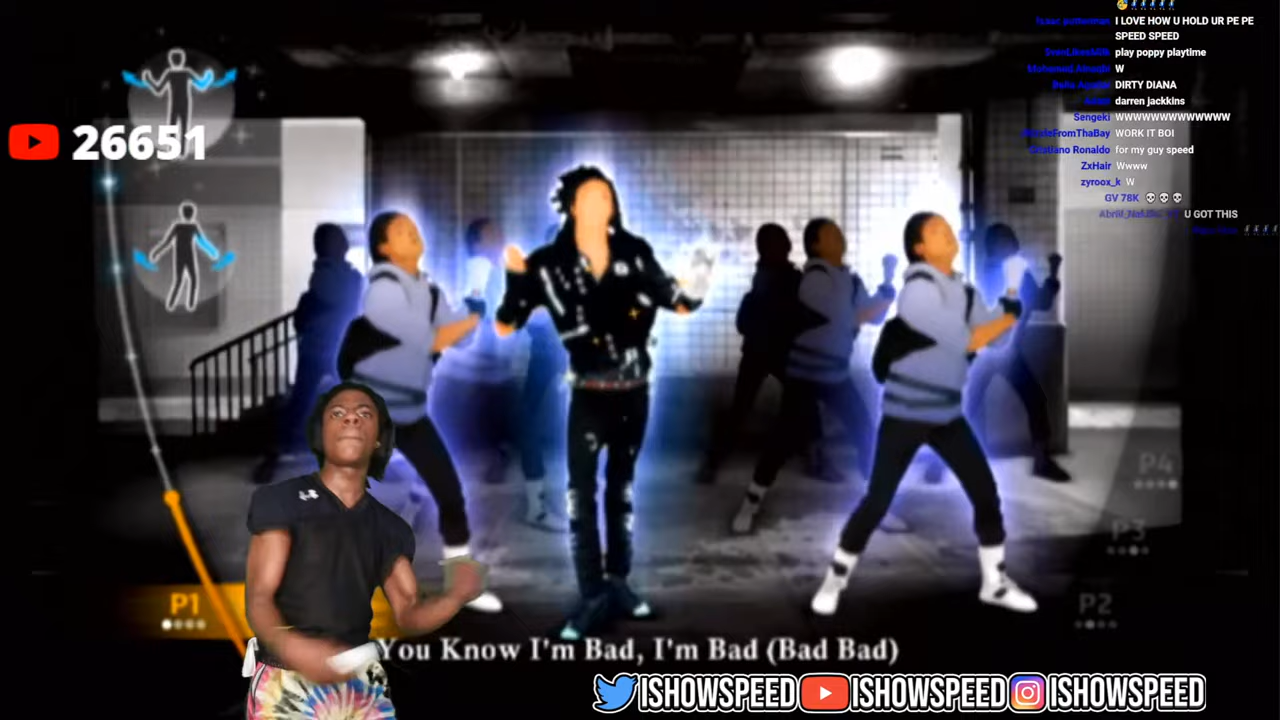 I LOVE HOW U HOLD UR PE PE
SPEED SPEED
play poppy playtime
W
DIRTY DIANA
darren jackkins
Sengeki WWWWWWWWWWWWW
WORK IT BOI
Cristiano Ronaldo for my guy speed
ZxHair Wwww
zyroox_k W
GV 78K
U GOT THIS
26651
P4
P3
P2
P1
You Know I'm Bad, I'm Bad (Bad Bad)
ISHOWSPEED ISHOWSPEED ISHOWSPEED